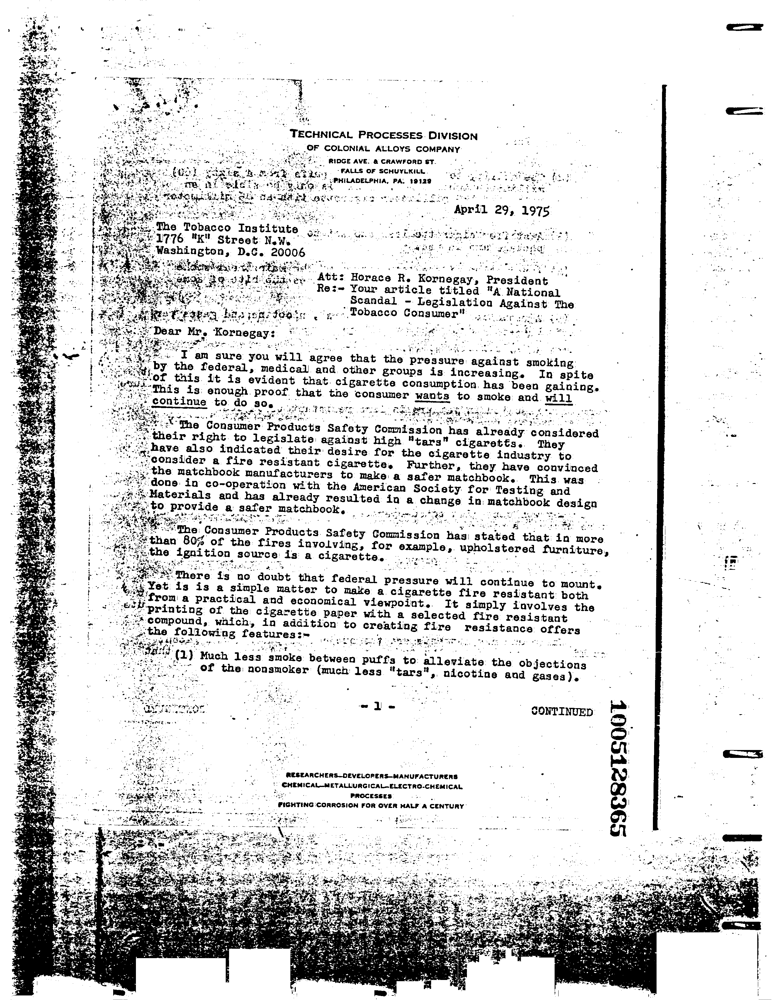 TECHNICAL PROCESSES DIVISION
OF COLONIAL ALLOYS COMPANY
RIDGE AVE. & CRAWFORD ST.
FALLS OF SCHUYLKILL
PHILADELPHIA, PA. 19129
April 29, 1975
The Tobacco Institute
1776 "K" Street N.W.
Washington, D.C. 20006
Att: Horace R. Kornegay, President
Re:- Your article titled "A National
Scandal - Legislation Against The
Tobacco Consumer"
Dear Mr. Kornegay:
I am sure you will agree that the pressure against smoking
by the federal, medical and other groups is increasing. In spite
of this it is evident that cigarette consumption has been gaining.
This is enough proof that the consumer wants to smoke and will
continue to do so.
The Consumer Products Safety Commission has already considered
their right to legislate against high "tars" cigaretts. They
have also indicated their desire for the cigarette industry to
consider a fire resistant cigarette. Further, they have convinced
the matchbook manufacturers to make a safer matchbook. This was
done in co-operation with the American Society for Testing and
Materials and has already resulted in a change in matchbook design
to provide a safer matchbook.
The Consumer Products Safety Commission has stated that in more
than 80% of the fires involving, for example, upholstered furniture,
the ignition source is a cigarette.
There is no doubt that federal pressure will continue to mount.
Yet is is a simple matter to make a cigarette fire resistant both
from a practical and economical viewpoint. It simply involves the
printing of the cigarette paper with a selected fire resistant
compound, which, in addition to creating fire resistance offers
the following features:-
(1) Much less smoke between puffs to alleviate the objections
of the nonsmoker (much less "tars", nicotine and gases).
- 1 -
CONTINUED
1005128365
RESEARCHERS—DEVELOPERS—MANUFACTURERS
CHEMICAL—METALLURGICAL—ELECTRO-CHEMICAL
PROCESSES
FIGHTING CORROSION FOR OVER HALF A CENTURY